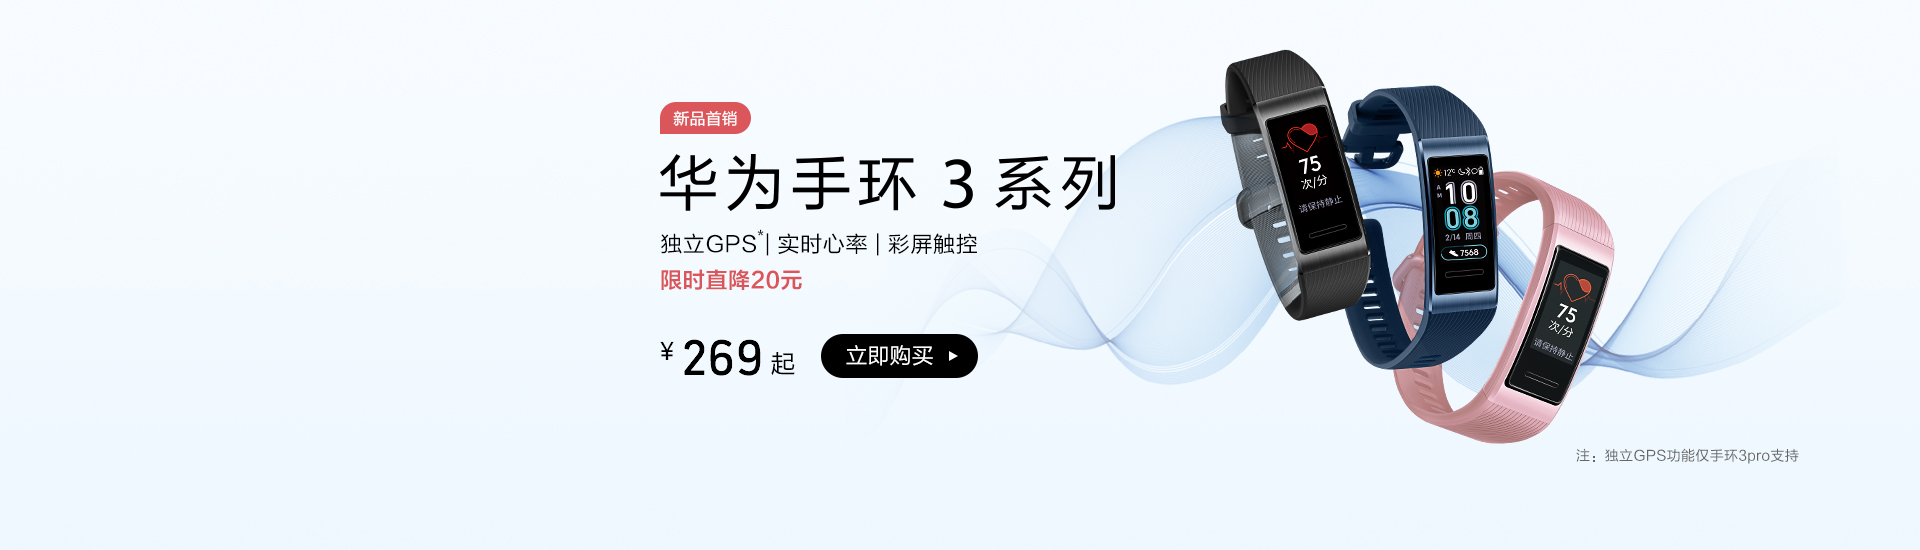 新品首销
华为手环 3 系列
独立GPS*| 实时心率 | 彩屏触控
限时直降20元
¥ 269 起
立即购买
75
次/分
请保持静止
12℃
AM
10
08
2/14 周四
7568
75
次/分
请保持静止
注：独立GPS功能仅手环3pro支持